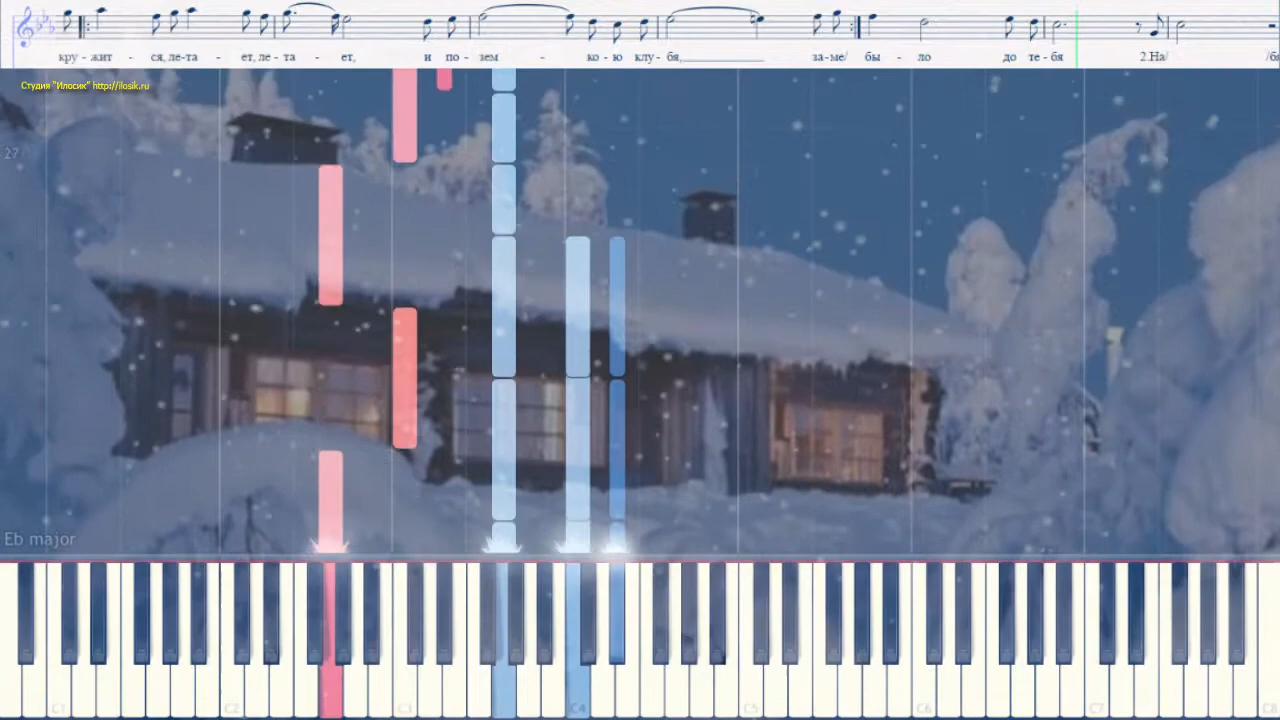 кру - жит - ся, ле-та - ет, ле - та - ет, и по - зем - ко - ю клу - бя, за-ме/ бы - ло до те - бя 2.На/ /бя
Студия "Илосик" http://ilosik.ru
27
Eb major
C1 C2 C3 C4 C5 C6 C7 C8